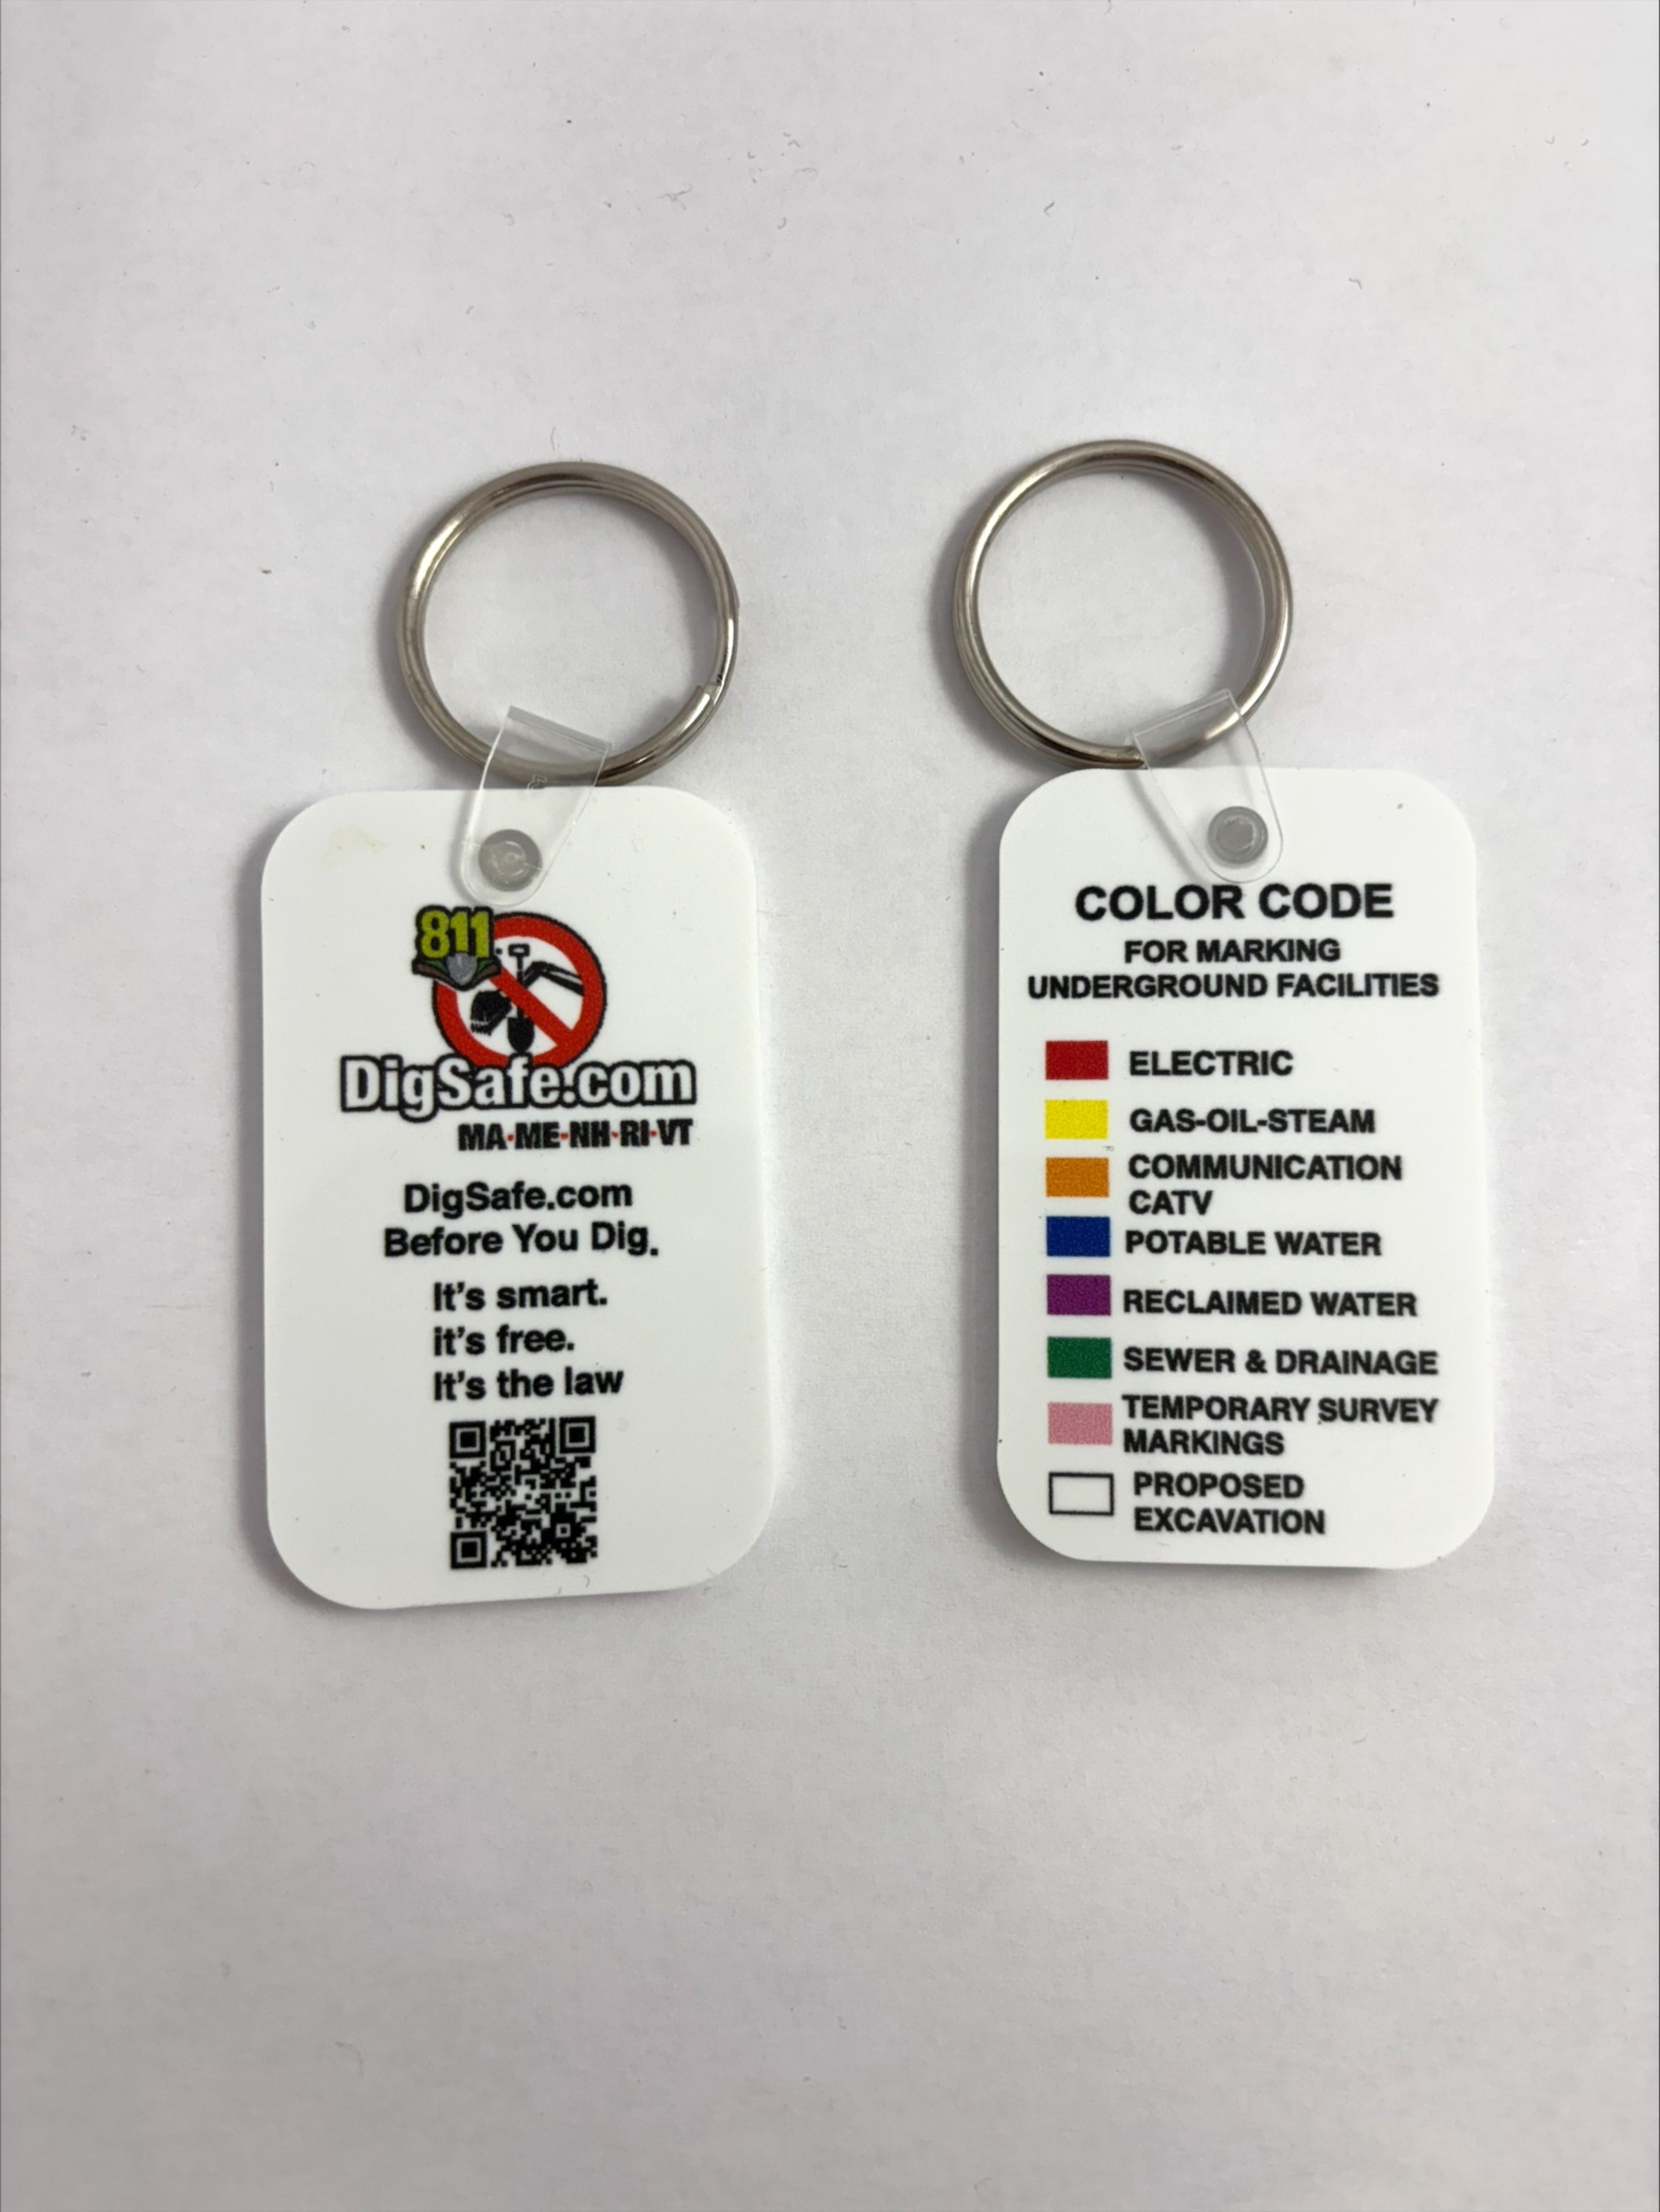 811
DigSafe.com
MA·ME·NH·RI·VT
DigSafe.com
Before You Dig.
It's smart.
it's free.
It's the law
COLOR CODE
FOR MARKING
UNDERGROUND FACILITIES
ELECTRIC
GAS-OIL-STEAM
COMMUNICATION
CATV
POTABLE WATER
RECLAIMED WATER
SEWER & DRAINAGE
TEMPORARY SURVEY
MARKINGS
PROPOSED
EXCAVATION